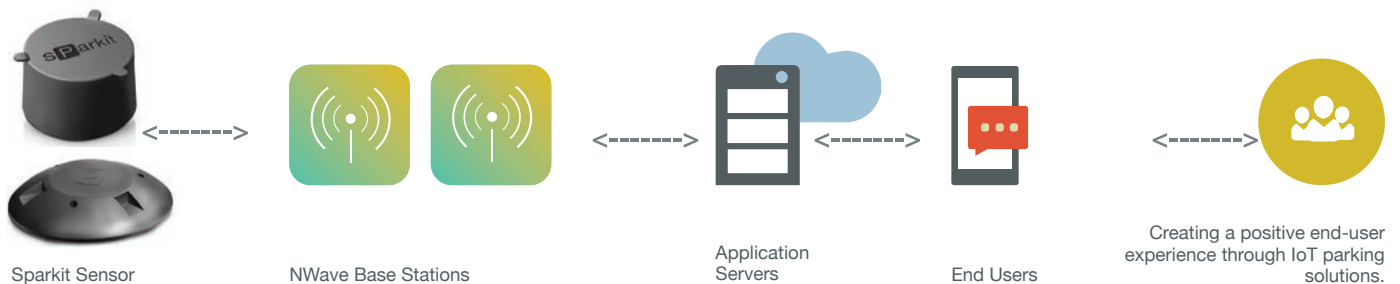 sParkit
Sparkit Sensor
NWave Base Stations
Application
Servers
End Users
Creating a positive end-user
experience through IoT parking
solutions.